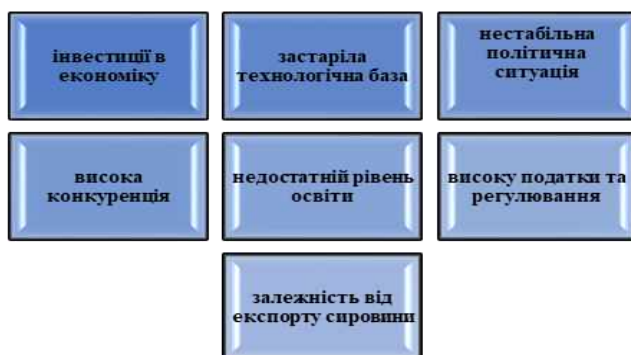 інвестиції в
економіку
застаріла
технологічна база
нестабільна
політична
ситуація
висока
конкуренція
недостатній рівень
освіти
високу податки та
регулювання
залежність від
експорту сировини